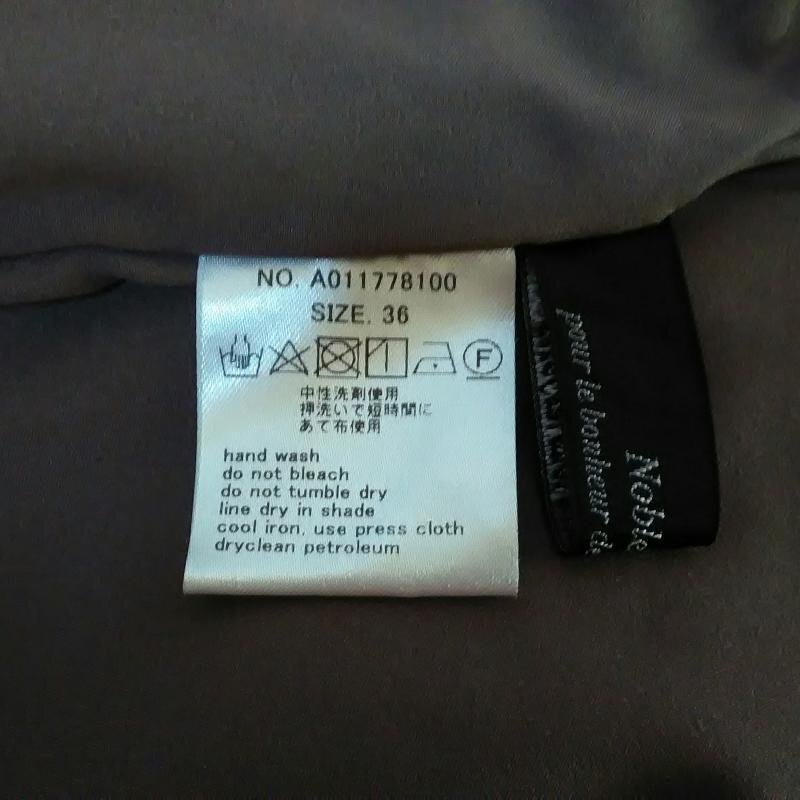 NO. A011778100
SIZE. 36
F
中性洗剤使用
押洗いで短時間に
あて布使用
hand wash
do not bleach
do not tumble dry
line dry in shade
cool iron, use press cloth
dryclean petroleum
Noble
pour le bonheur de